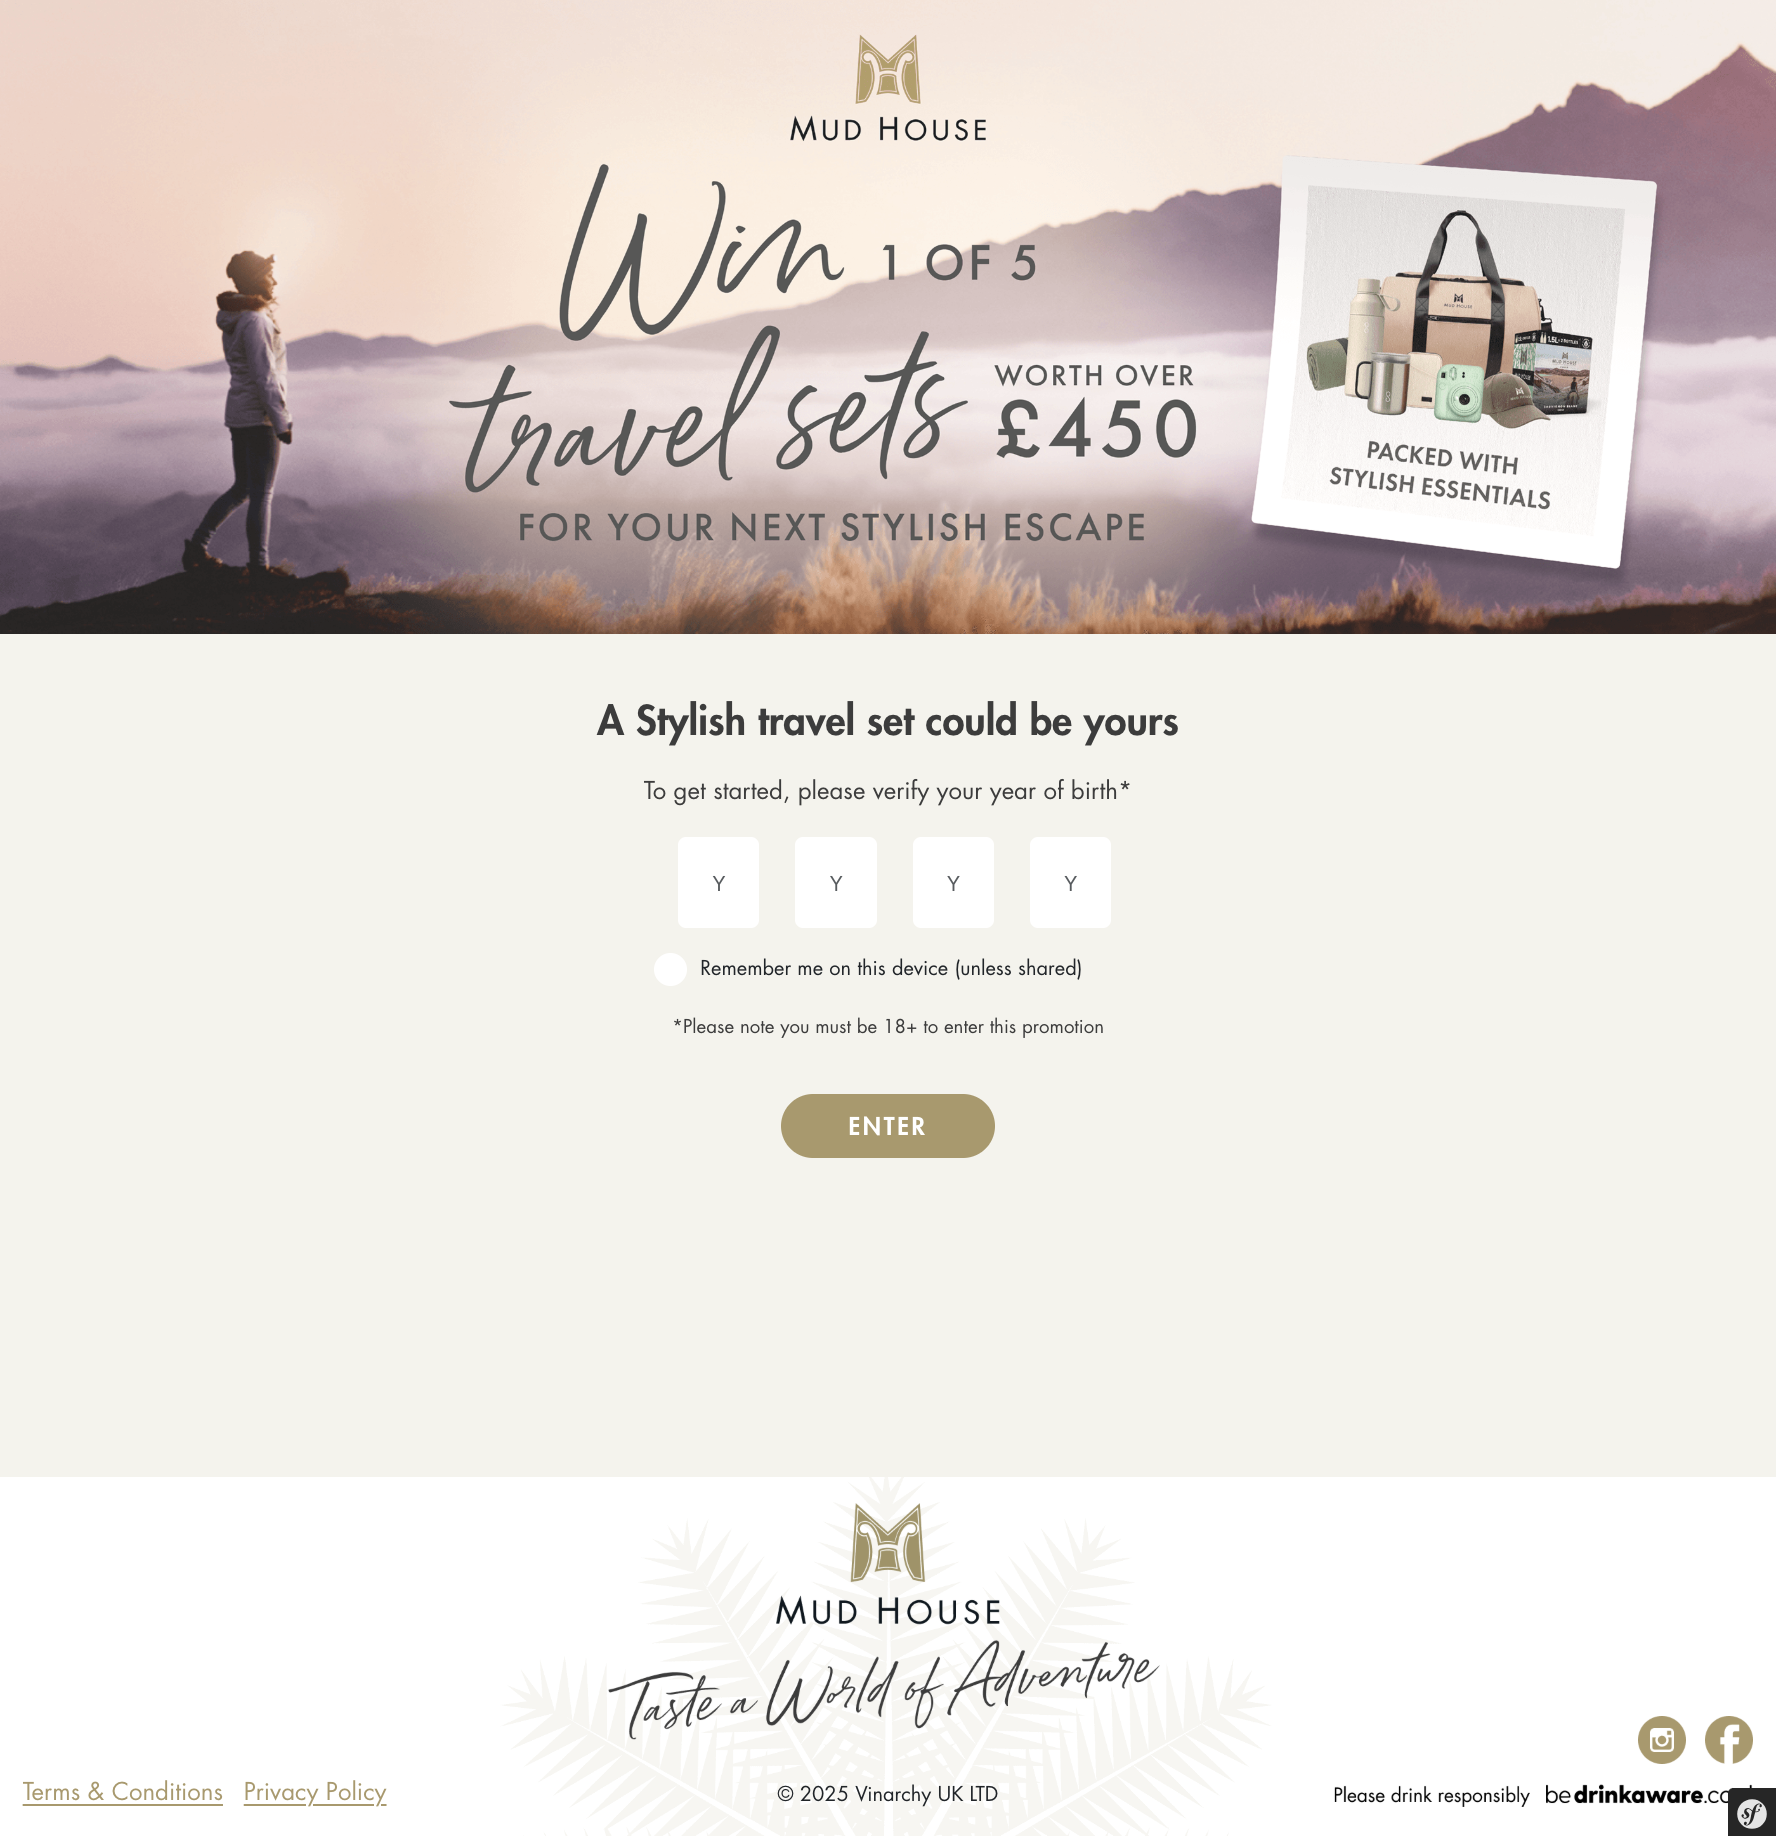 MUD HOUSE
Win 1 OF 5
travel sets WORTH OVER
£450
FOR YOUR NEXT STYLISH ESCAPE
MUD HOUSE
PACKED WITH
STYLISH ESSENTIALS
A Stylish travel set could be yours
To get started, please verify your year of birth*
Y Y Y Y
Remember me on this device (unless shared)
*Please note you must be 18+ to enter this promotion
ENTER
MUD HOUSE
Taste a World of Adventure
Terms & Conditions Privacy Policy
© 2025 Vinarchy UK LTD
Please drink responsibly bedrinkaware.co
sf